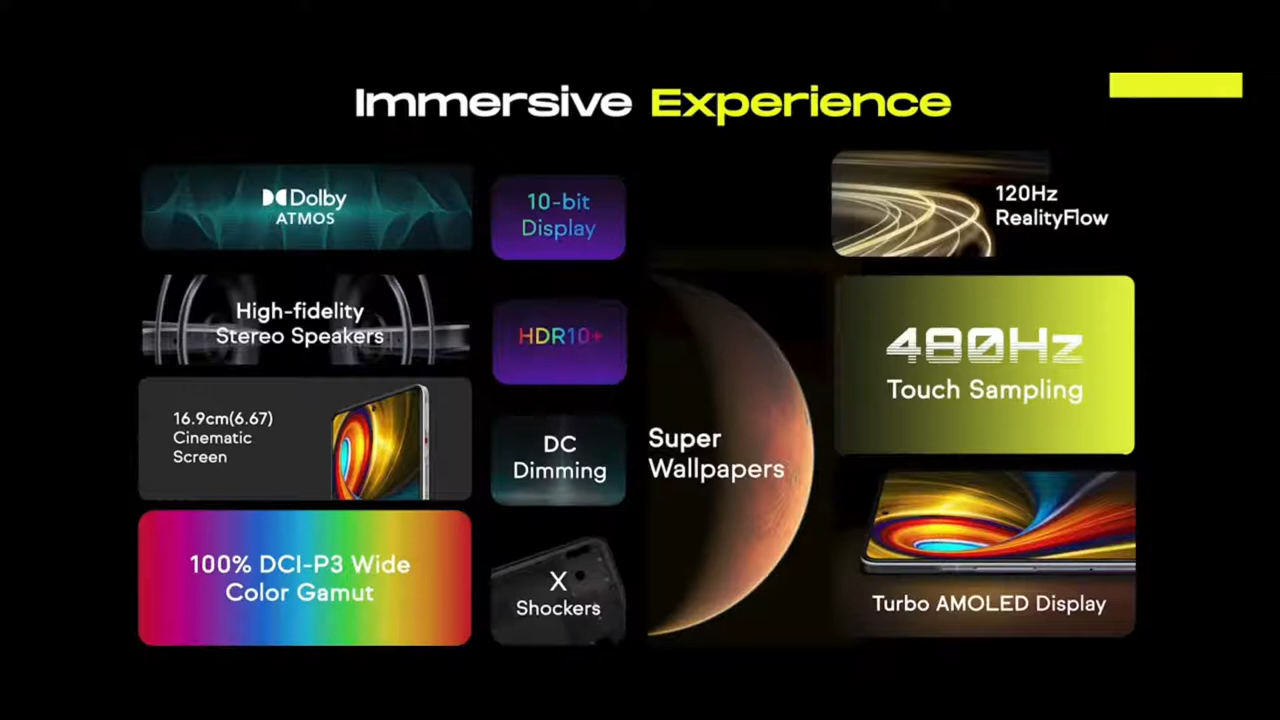 Immersive Experience
Dolby
ATMOS
High-fidelity
Stereo Speakers
16.9cm(6.67)
Cinematic
Screen
100% DCI-P3 Wide
Color Gamut
10-bit
Display
HDR10+
DC
Dimming
X
Shockers
Super
Wallpapers
120Hz
RealityFlow
480Hz
Touch Sampling
Turbo AMOLED Display